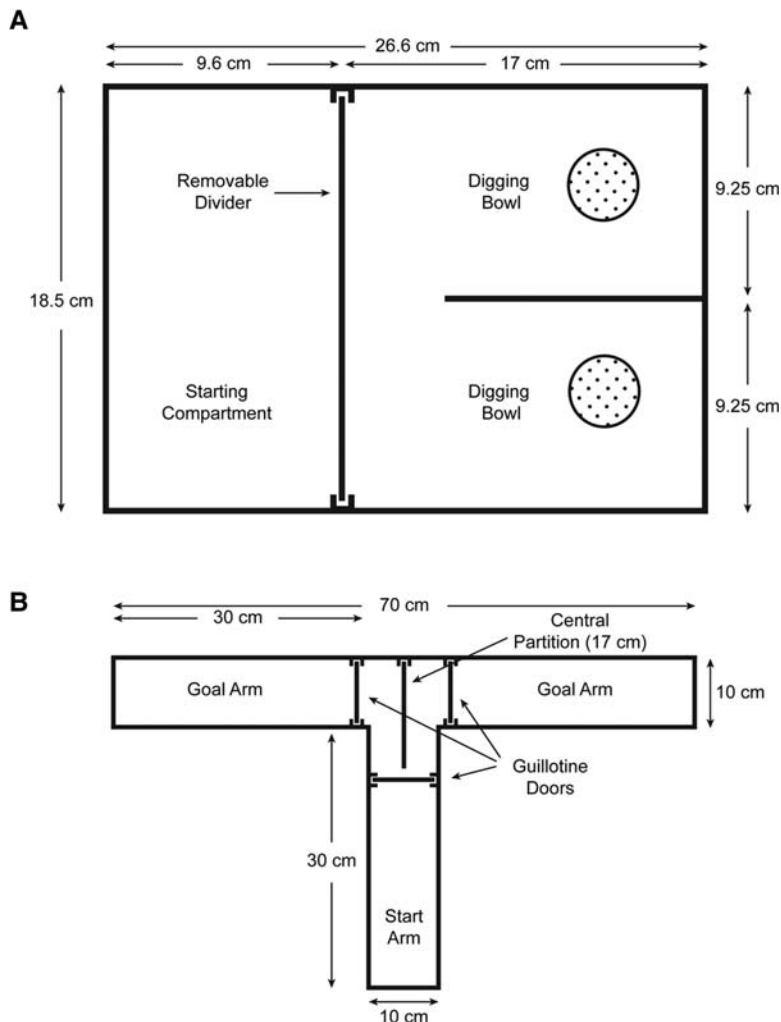 A
26.6 cm
9.6 cm
17 cm
Removable
Divider
Digging
Bowl
9.25 cm
18.5 cm
Starting
Compartment
Digging
Bowl
9.25 cm
B
70 cm
30 cm
Central
Partition (17 cm)
Goal Arm
Goal Arm
10 cm
Guillotine
Doors
30 cm
Start
Arm
10 cm